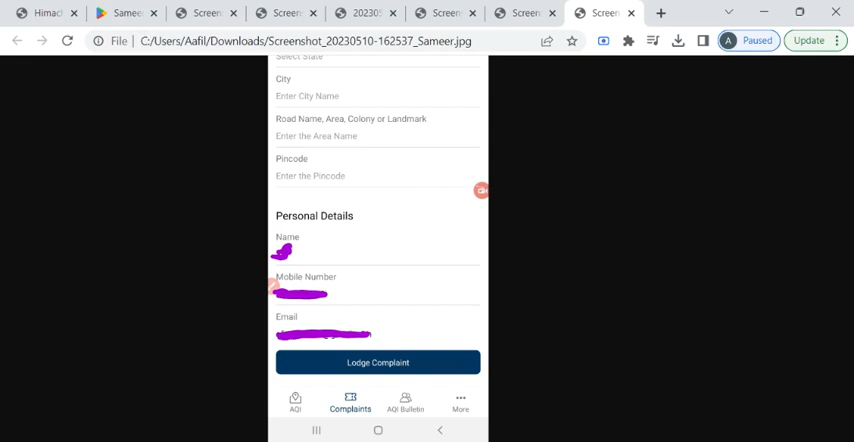 Himach
Sameer
Screen
Screen
202305
Screen
Screen
Screen
File | C:/Users/Aafil/Downloads/Screenshot_20230510-162537_Sameer.jpg
A Paused
Update
Select State
City
Enter City Name
Road Name, Area, Colony or Landmark
Enter the Area Name
Pincode
Enter the Pincode
Personal Details
Name
Mobile Number
Email
Lodge Complaint
AQI
Complaints
AQI Bulletin
More